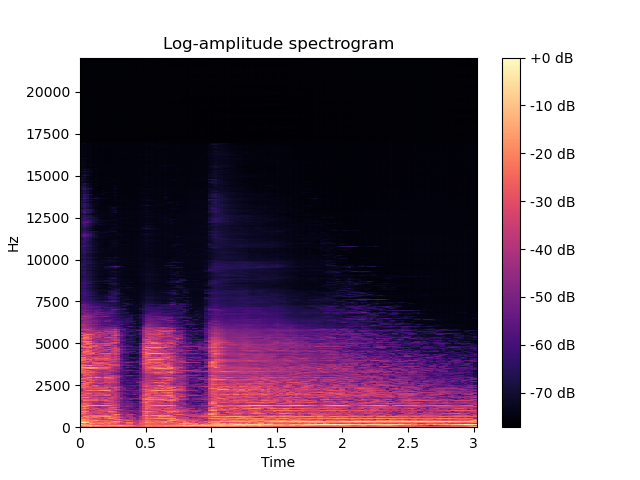 Log-amplitude spectrogram
Hz
20000
17500
15000
12500
10000
7500
5000
2500
0
0 0.5 1 1.5 2 2.5 3
Time
+0 dB
-10 dB
-20 dB
-30 dB
-40 dB
-50 dB
-60 dB
-70 dB